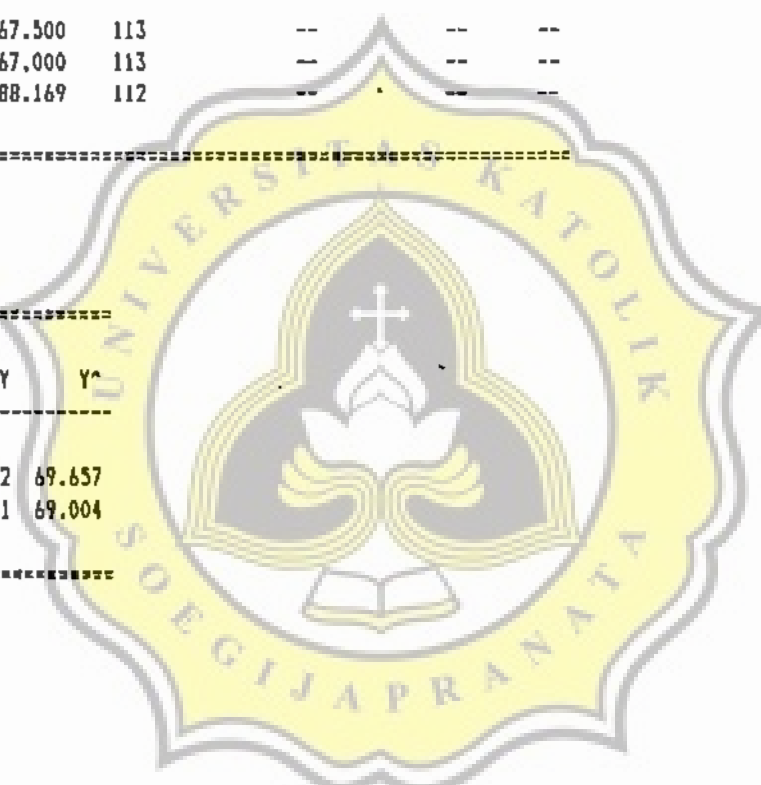 67.500 113 -- -- --
67,000 113 -- -- --
88.169 112 -- -- --
UNIVERSITAS KATOLIK
Y Y^
2 69.657
1 69.004
SOEGIJAPRANATA